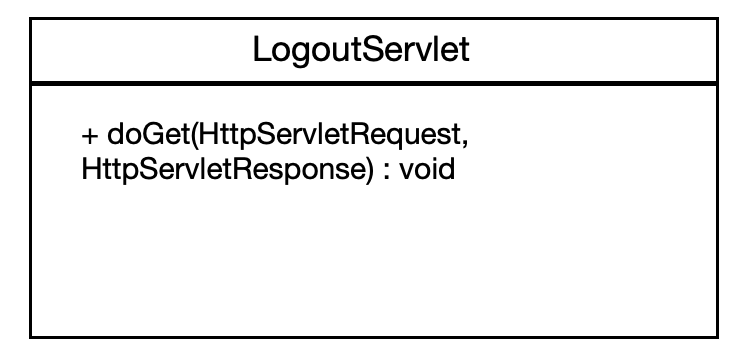 LogoutServlet
+ doGet(HttpServletRequest,
HttpServletResponse) : void